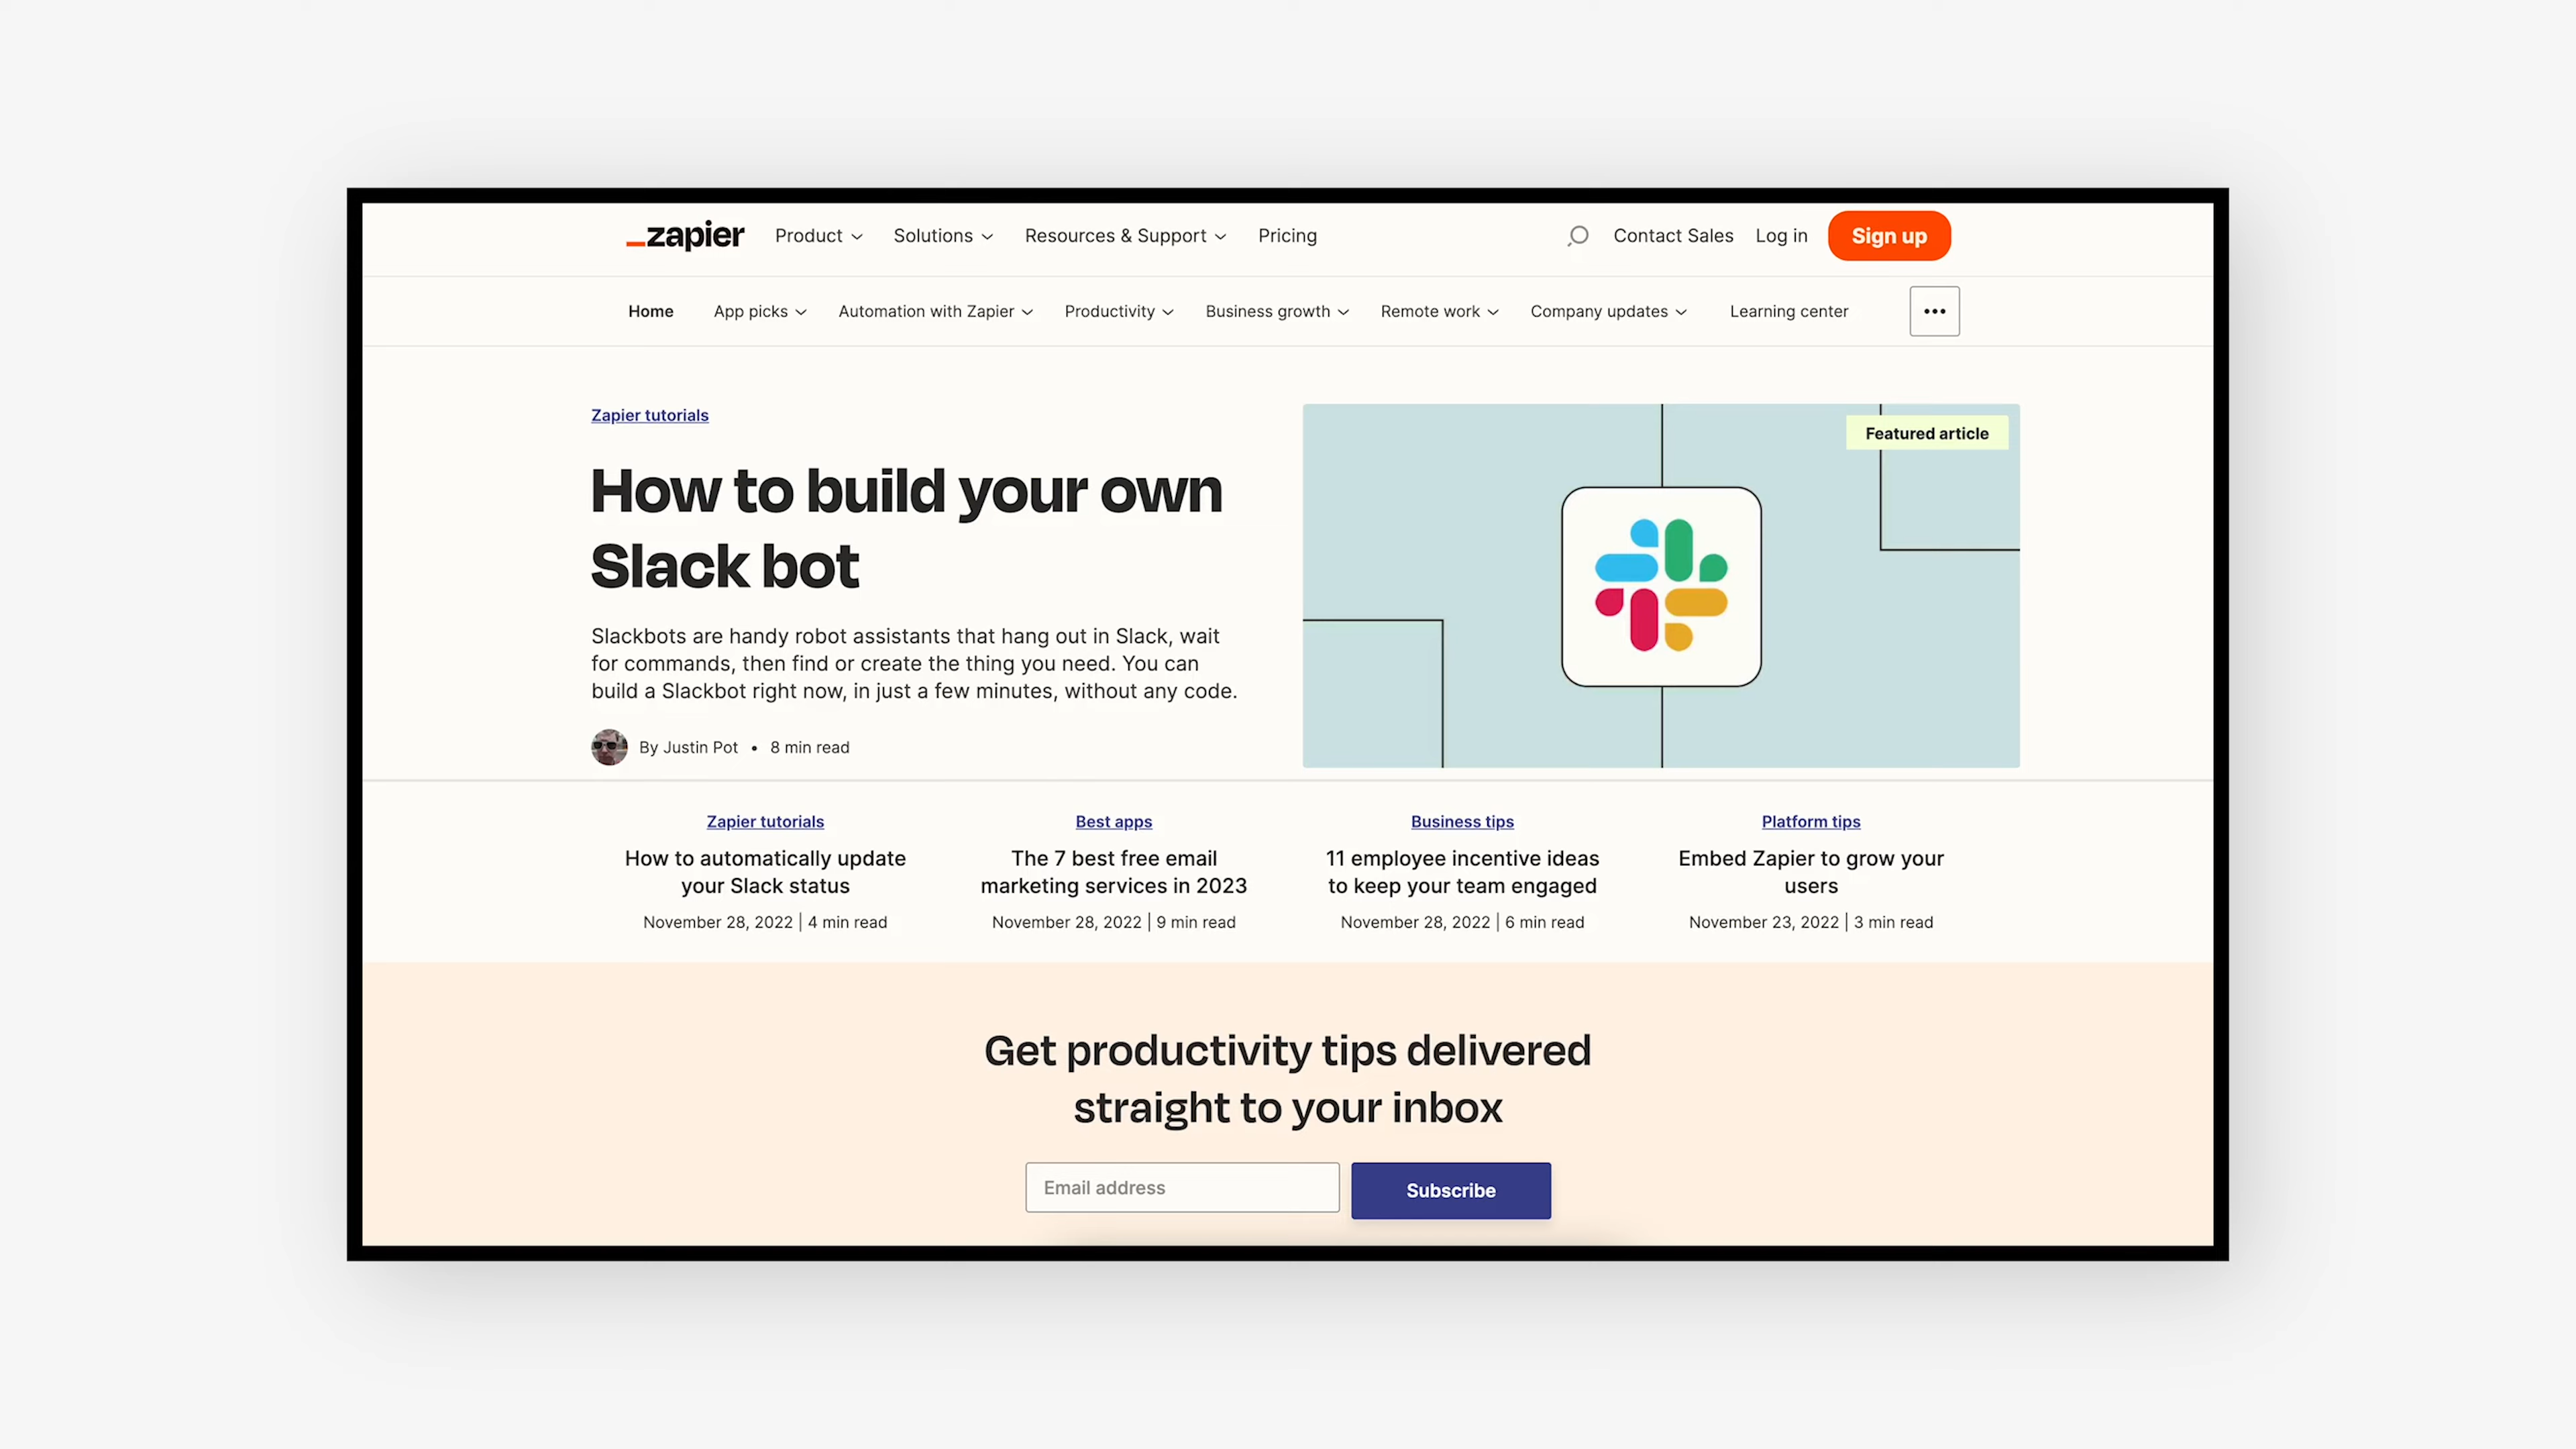 zapier Product Solutions Resources & Support Pricing Contact Sales Log in Sign up
Home App picks Automation with Zapier Productivity Business growth Remote work Company updates Learning center
Zapier tutorials
How to build your own
Slack bot
Slackbots are handy robot assistants that hang out in Slack, wait
for commands, then find or create the thing you need. You can
build a Slackbot right now, in just a few minutes, without any code.
By Justin Pot • 8 min read
Featured article
Zapier tutorials
How to automatically update
your Slack status
November 28, 2022 | 4 min read
Best apps
The 7 best free email
marketing services in 2023
November 28, 2022 | 9 min read
Business tips
11 employee incentive ideas
to keep your team engaged
November 28, 2022 | 6 min read
Platform tips
Embed Zapier to grow your
users
November 23, 2022 | 3 min read
Get productivity tips delivered
straight to your inbox
Email address
Subscribe